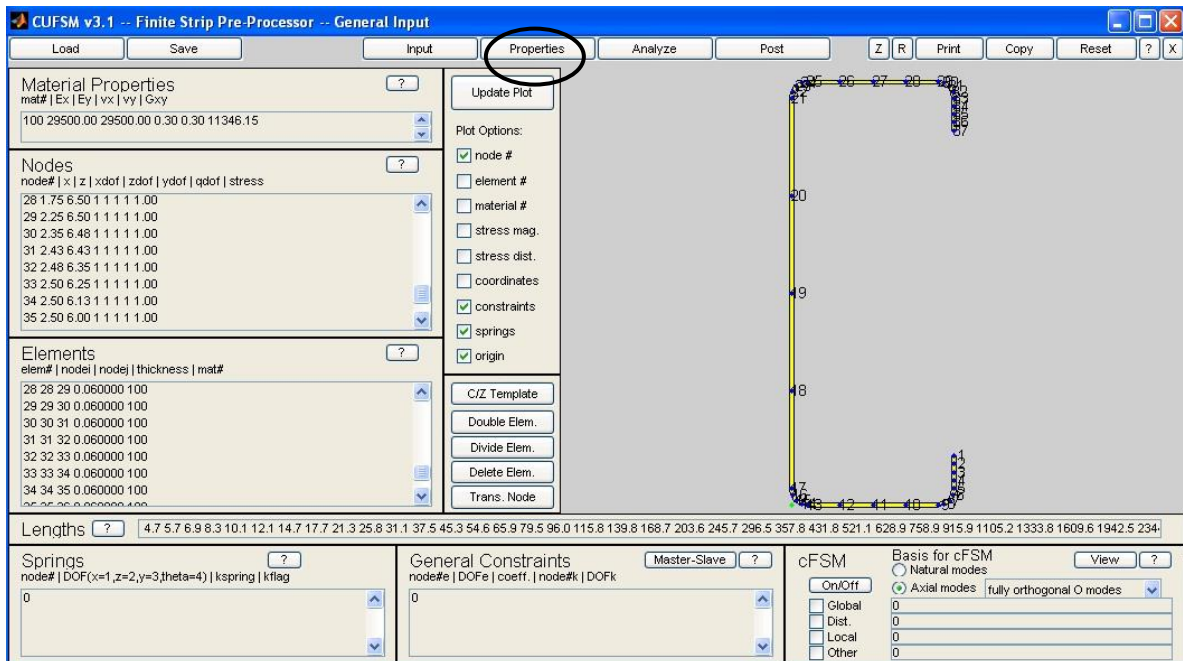 CUFSM v3.1 -- Finite Strip Pre-Processor -- General Input
Load Save Input Properties Analyze Post Z R Print Copy Reset ? X
Material Properties ?
mat# | Ex | Ey | vx | vy | Gxy
100 29500.00 29500.00 0.30 0.30 11346.15
Nodes ?
node# | x | z | xdof | zdof | ydof | qdof | stress
28 1.75 6.50 1 1 1 1 1.00
29 2.25 6.50 1 1 1 1 1.00
30 2.35 6.48 1 1 1 1 1.00
31 2.43 6.43 1 1 1 1 1.00
32 2.48 6.35 1 1 1 1 1.00
33 2.50 6.25 1 1 1 1 1.00
34 2.50 6.13 1 1 1 1 1.00
35 2.50 6.00 1 1 1 1 1.00
Elements ?
elem# | nodei | nodej | thickness | mat#
28 28 29 0.060000 100
29 29 30 0.060000 100
30 30 31 0.060000 100
31 31 32 0.060000 100
32 32 33 0.060000 100
33 33 34 0.060000 100
34 34 35 0.060000 100
Update Plot
Plot Options:
node #
element #
material #
stress mag.
stress dist.
coordinates
constraints
springs
origin
C/Z Template
Double Elem.
Divide Elem.
Delete Elem.
Trans. Node
25 26 27 28
21
37
20
19
18
1
2
3
17
13 12 11 10
Lengths ? 4.7 5.7 6.9 8.3 10.1 12.1 14.7 17.7 21.3 25.8 31.1 37.5 45.3 54.6 65.9 79.5 96.0 115.8 139.8 168.7 203.6 245.7 296.5 357.8 431.8 521.1 628.9 758.9 915.9 1105.2 1333.8 1609.6 1942.5 234
Springs ?
node# | DOF(x=1,z=2,y=3,theta=4) | kspring | kflag
0
General Constraints Master-Slave ?
node#e | DOFe | coeff. | node#k | DOFk
0
cFSM
On/Off
Basis for cFSM View ?
Natural modes
Axial modes fully orthogonal O modes
Global 0
Dist. 0
Local 0
Other 0